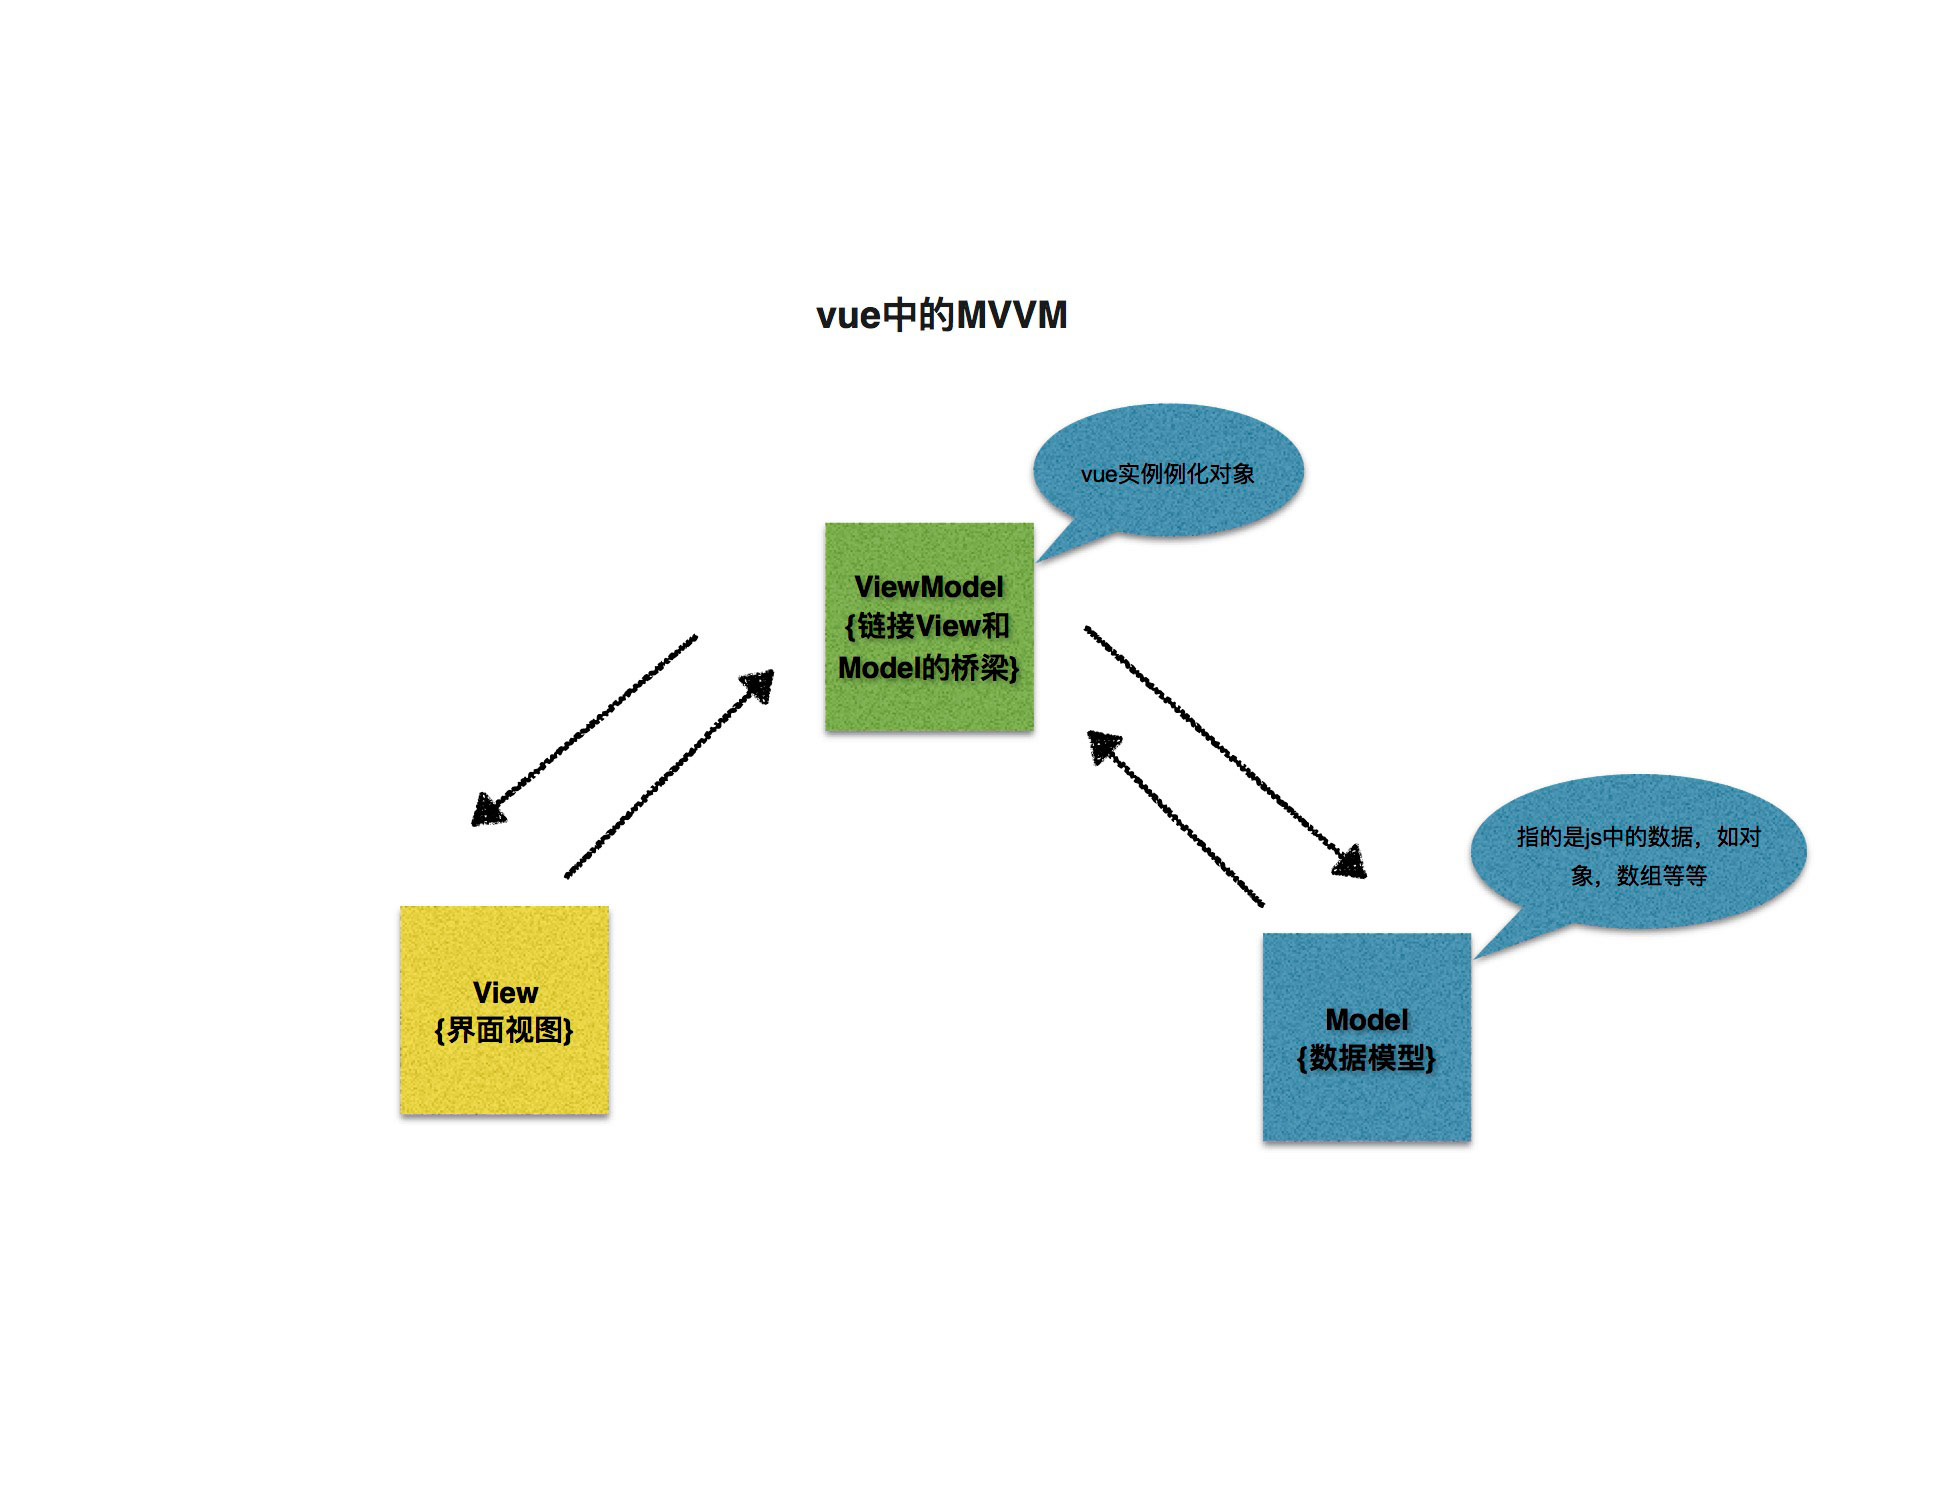 vue中的MVVM
vue实例例化对象
ViewModel
{链接View和
Model的桥梁}
指的是js中的数据，如对
象，数组等等
View
{界面视图}
Model
{数据模型}